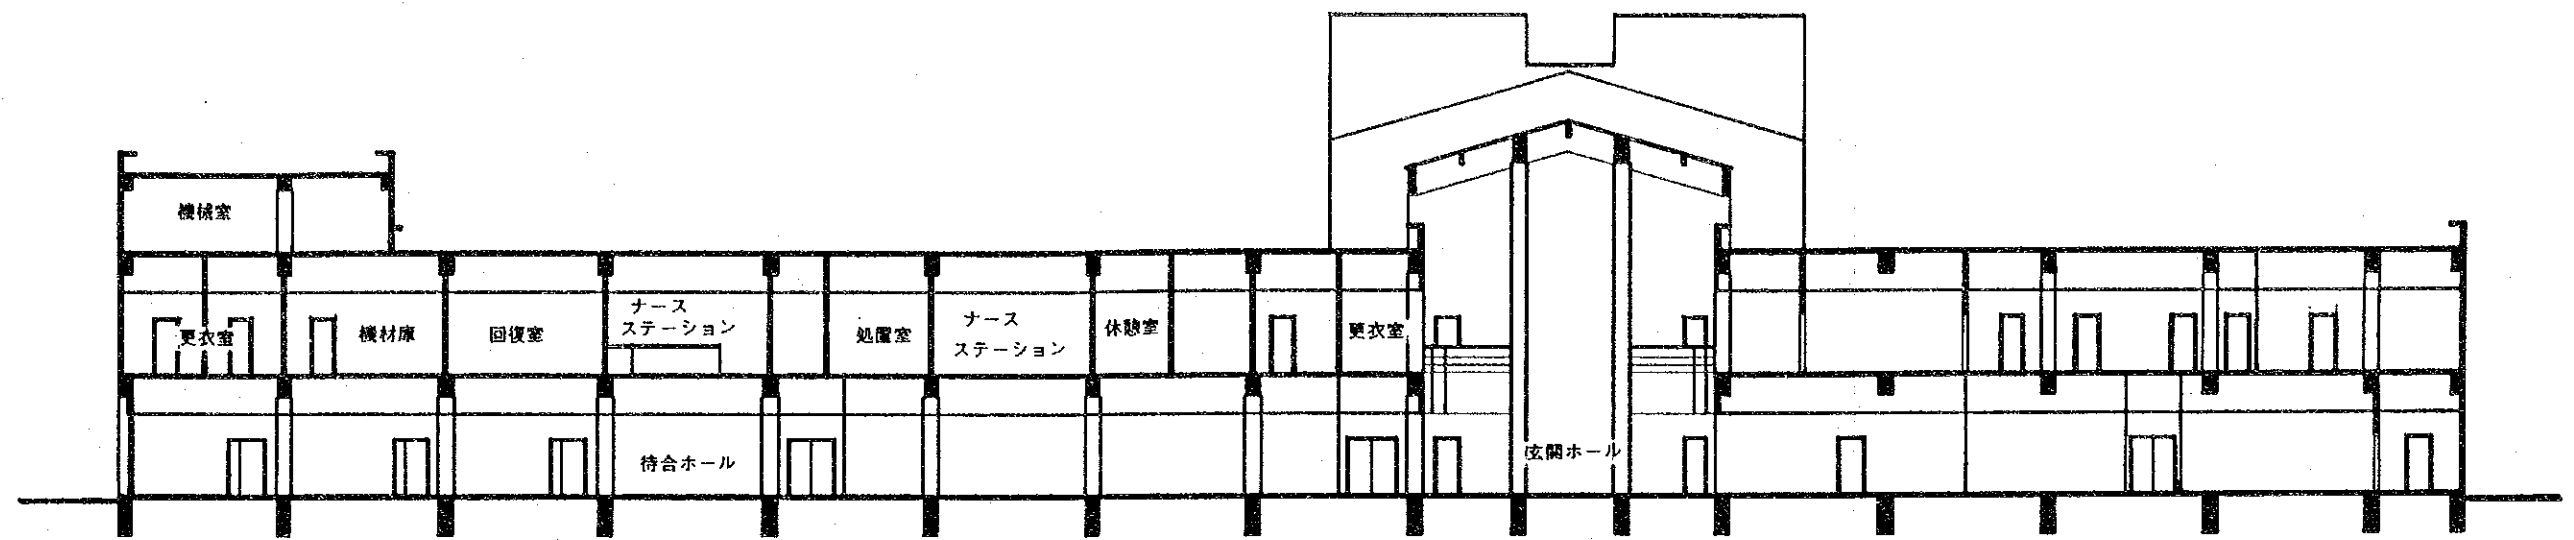 機械室
更衣室
機材庫
回復室
ナース
ステーション
処置室
ナース
ステーション
休憩室
更衣室
待合ホール
玄関ホール